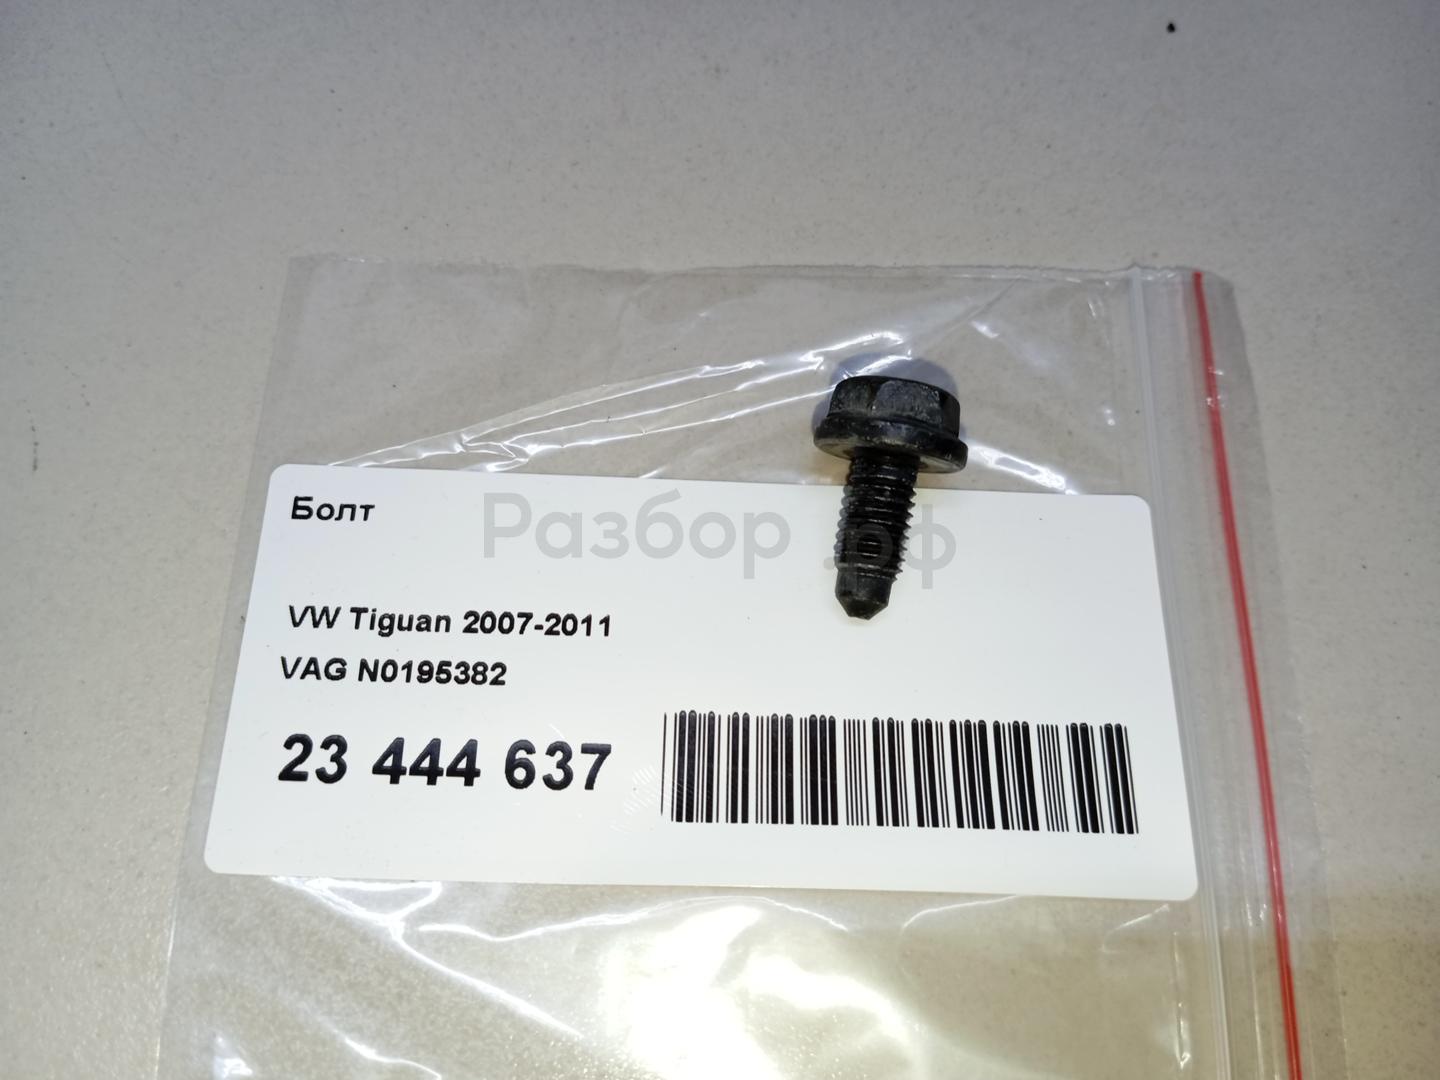 Болт
Разбор.рф
VW Tiguan 2007-2011
VAG N0195382
23 444 637